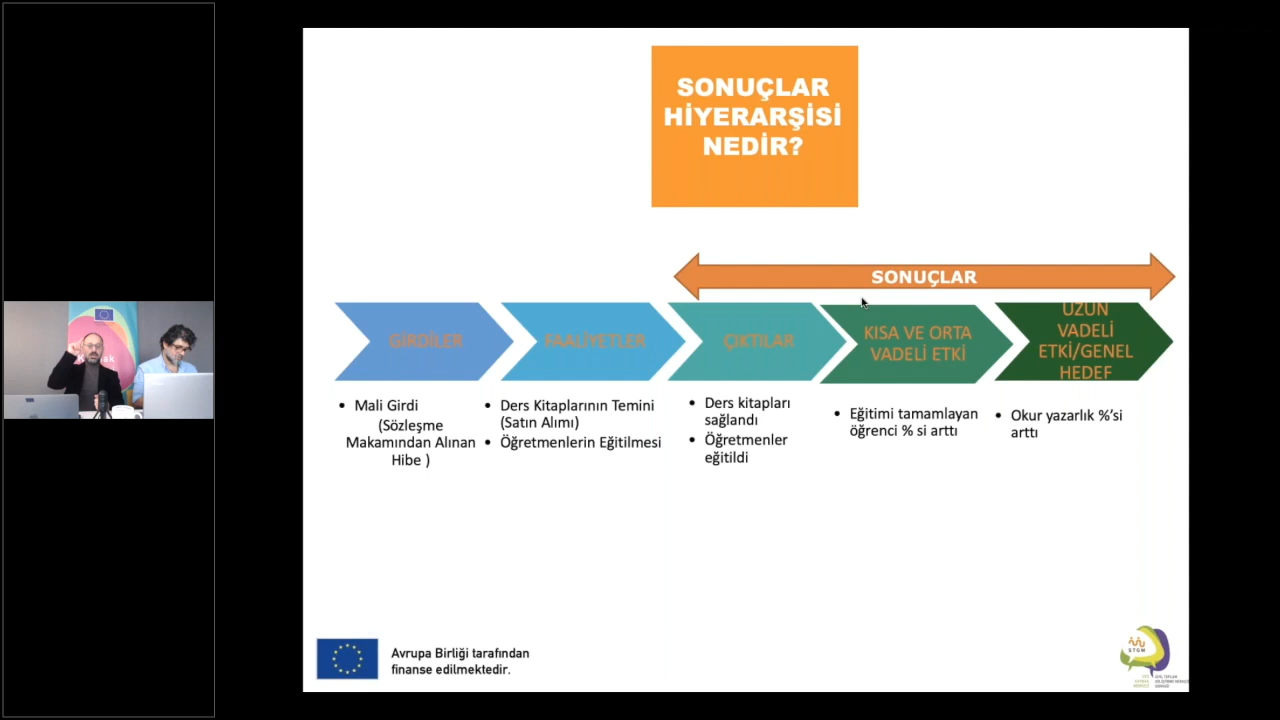 SONUÇLAR
HİYERARŞİSİ
NEDİR?
SONUÇLAR
GİRDİLER
FAALİYETLER
ÇIKTILAR
KISA VE ORTA
VADELİ ETKİ
UZUN
VADELİ
ETKİ/GENEL
HEDEF
• Mali Girdi
(Sözleşme
Makamından Alınan
Hibe )
• Ders Kitaplarının Temini
(Satın Alımı)
• Öğretmenlerin Eğitilmesi
• Ders kitapları
sağlandı
• Öğretmenler
eğitildi
• Eğitimi tamamlayan
öğrenci % si arttı
• Okur yazarlık %'si
arttı
Avrupa Birliği tarafından
finanse edilmektedir.
STGM